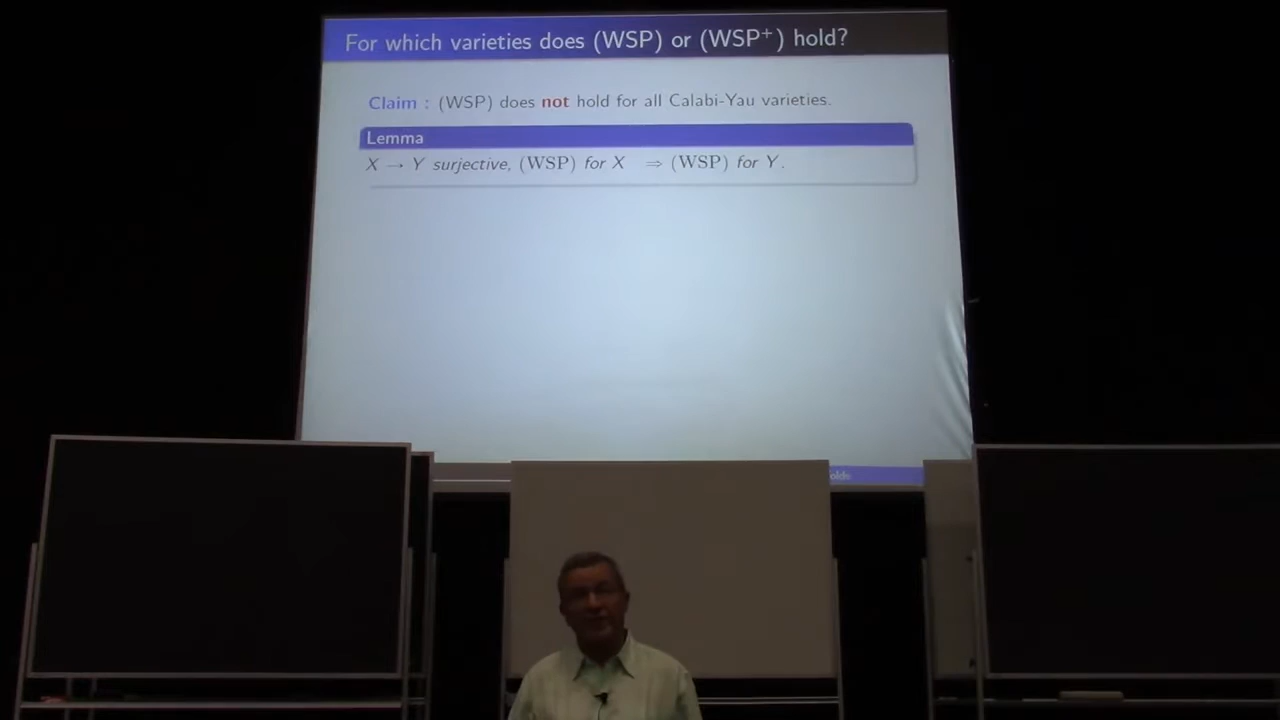 For which varieties does (WSP) or (WSP⁺) hold?
Claim : (WSP) does not hold for all Calabi-Yau varieties.
Lemma
X → Y surjective, (WSP) for X ⇒ (WSP) for Y.